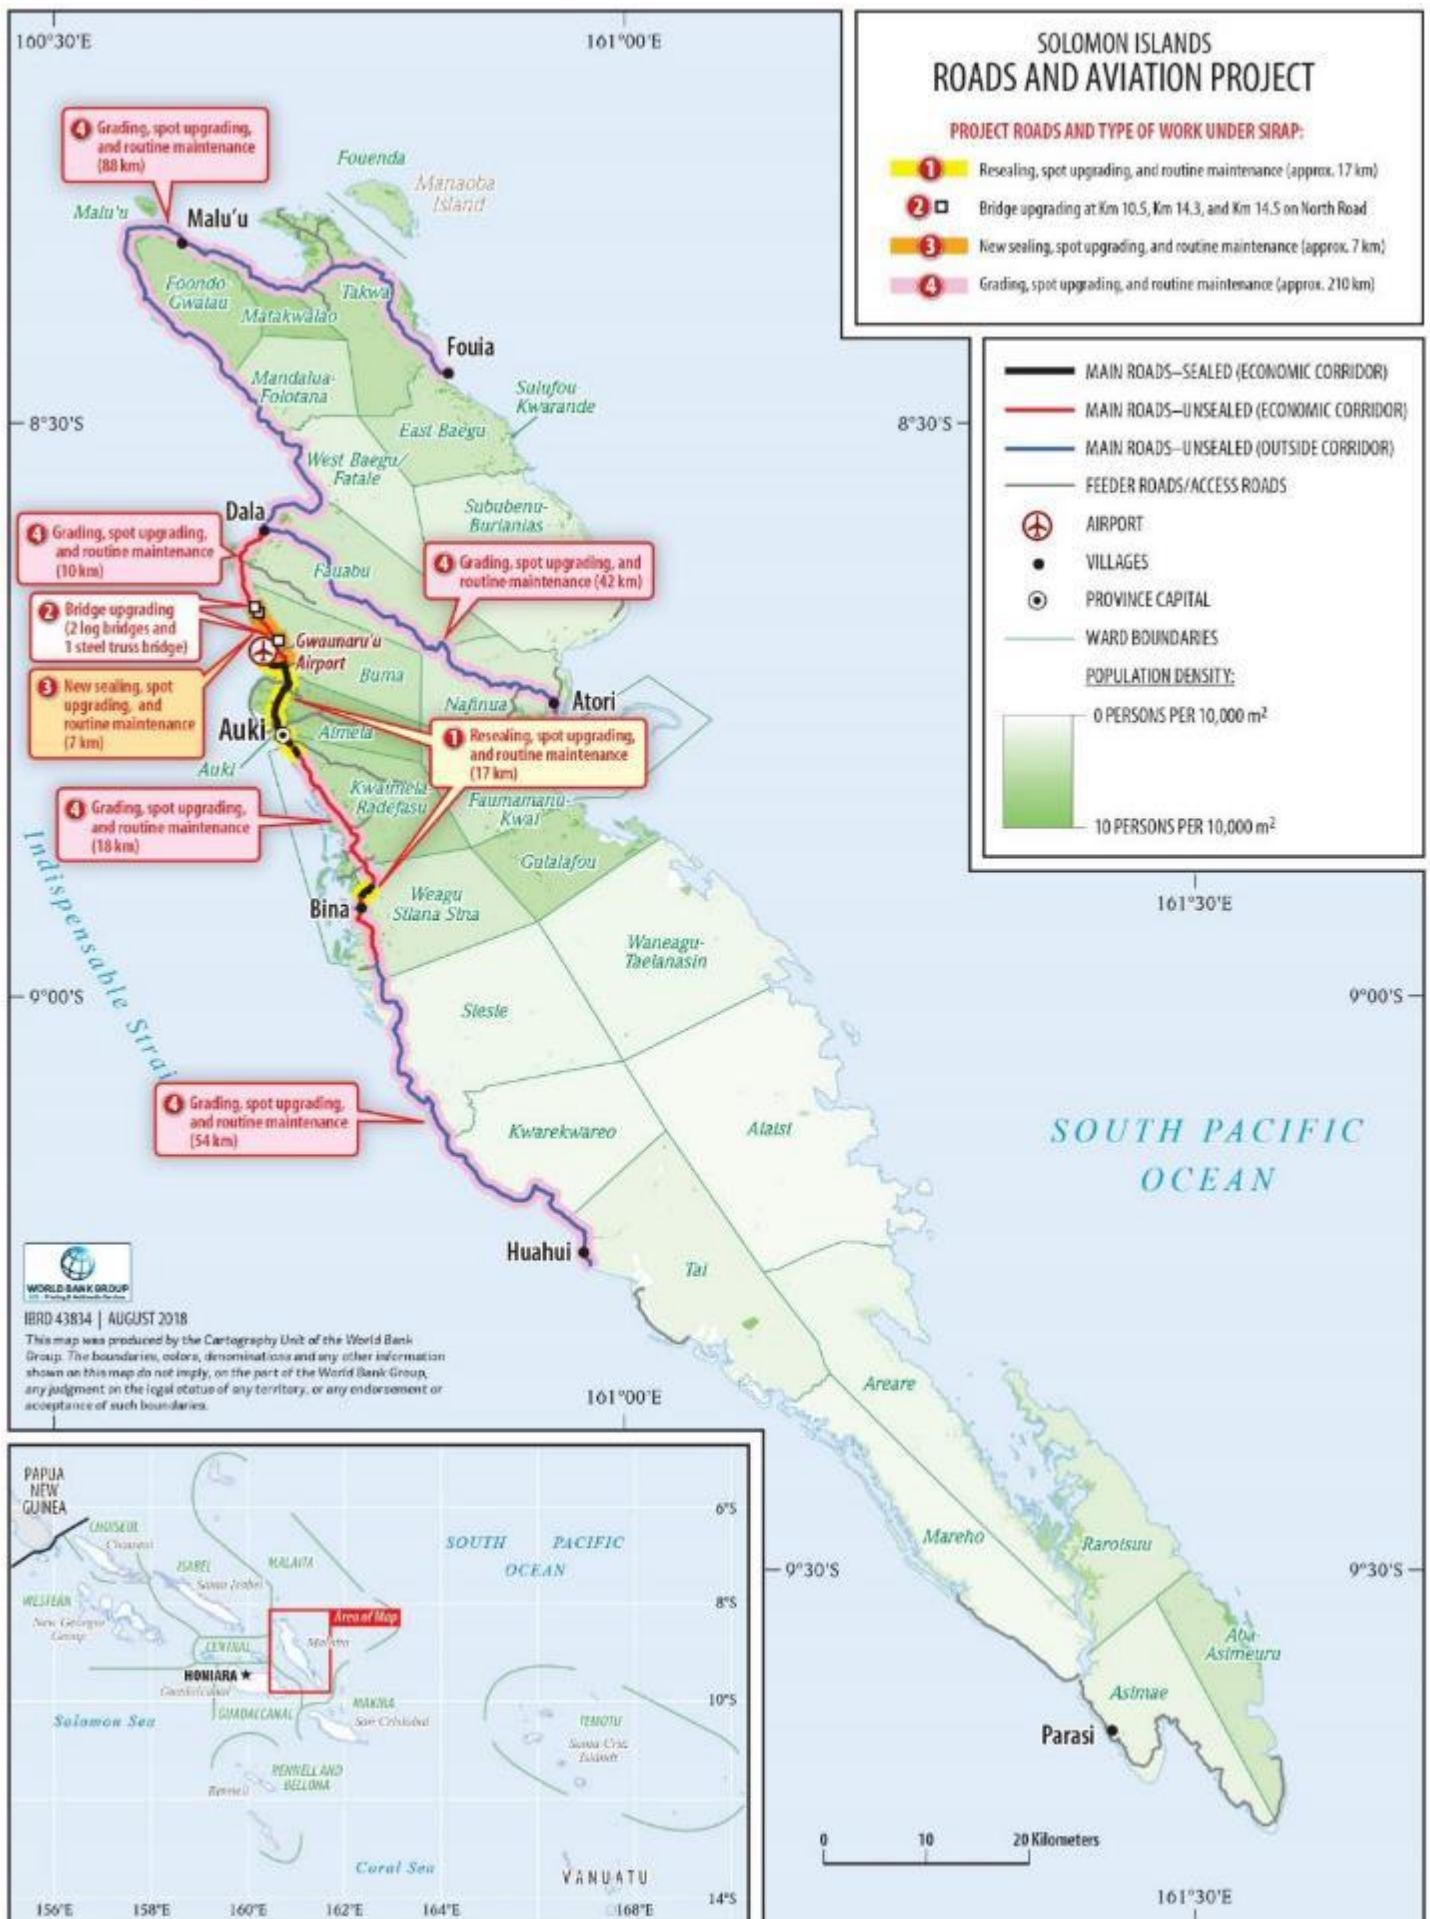 160°30'E
161°00'E
SOLOMON ISLANDS
ROADS AND AVIATION PROJECT
PROJECT ROADS AND TYPE OF WORK UNDER SIRAP:
1 Resealing, spot upgrading, and routine maintenance (approx. 17 km)
2 Bridge upgrading at Km 10.5, Km 14.3, and Km 14.5 on North Road
3 New sealing, spot upgrading, and routine maintenance (approx. 7 km)
4 Grading, spot upgrading, and routine maintenance (approx. 210 km)
MAIN ROADS–SEALED (ECONOMIC CORRIDOR)
MAIN ROADS–UNSEALED (ECONOMIC CORRIDOR)
MAIN ROADS–UNSEALED (OUTSIDE CORRIDOR)
FEEDER ROADS/ACCESS ROADS
AIRPORT
VILLAGES
PROVINCE CAPITAL
WARD BOUNDARIES
POPULATION DENSITY:
0 PERSONS PER 10,000 m²
10 PERSONS PER 10,000 m²
4 Grading, spot upgrading,
and routine maintenance
(88 km)
Fouenda
Manaoba
Island
Malu'u
Malu'u
Foondo
Gwalau
Matakwalao
Takwa
Fouia
Mandalua-
Folotana
Sulufou
Kwarande
8°30'S
8°30'S
East Baegu
West Baegu/
Fatale
Dala
Sububenu-
Burianias
4 Grading, spot upgrading,
and routine maintenance
(10 km)
Fauabu
4 Grading, spot upgrading, and
routine maintenance (42 km)
2 Bridge upgrading
(2 log bridges and
1 steel truss bridge)
Gwaunaru'u
Airport
Buma
3 New sealing, spot
upgrading, and
routine maintenance
(7 km)
Nafinua
Atori
Auki
Aimela
1 Resealing, spot upgrading,
and routine maintenance
(17 km)
Auki
Kwaimela-
Radefasu
Faumamanu-
Kwai
4 Grading, spot upgrading,
and routine maintenance
(18 km)
Gulalafou
Indispensable Strai
Bina
Weagu
Silana Sina
161°30'E
Waneagu-
Taelanasin
9°00'S
9°00'S
Siesie
4 Grading, spot upgrading,
and routine maintenance
(54 km)
Kwarekwareo
Alaisi
SOUTH PACIFIC
OCEAN
Huahui
Tai
WORLD BANK GROUP
IBRD 43834 | AUGUST 2018
This map was produced by the Cartography Unit of the World Bank
Group. The boundaries, colors, denominations and any other information
shown on this map do not imply, on the part of the World Bank Group,
any judgment on the legal status of any territory, or any endorsement or
acceptance of such boundaries.
161°00'E
Areare
Mareho
Raroisuu
9°30'S
9°30'S
Aba-
Asimeuru
Asimae
Parasi
0 10 20 Kilometers
161°30'E
PAPUA
NEW
GUINEA
6°S
CHOISEUL
Choiseul
SOUTH PACIFIC
OCEAN
ISABEL
MALAITA
Santa Isabel
WESTERN
8°S
New Georgia
Group
Area of Map
Malaita
CENTRAL
HONIARA
Guadalcanal
10°S
GUADALCANAL
MAKIRA
San Cristobal
Solomon Sea
TEMOTU
Santa Cruz
Islands
RENNELL AND
BELLONA
Rennell
Coral Sea
VANUATU
14°S
156°E
158°E
160°E
162°E
164°E
168°E